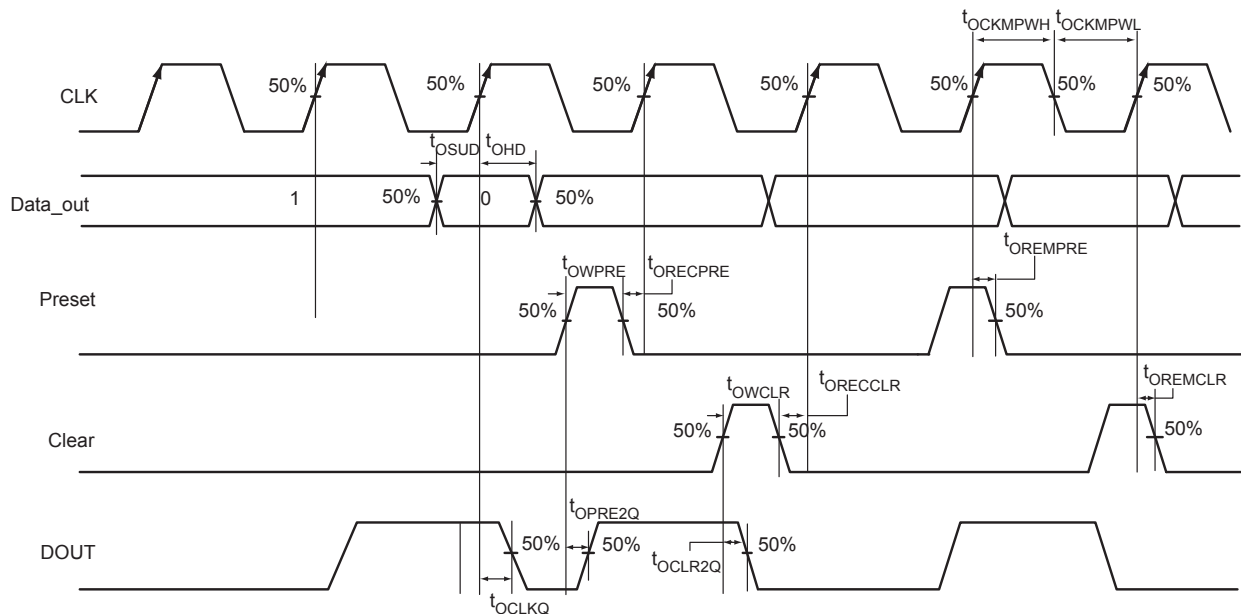 tOCKMPWH tOCKMPWL
CLK 50% 50% 50% 50% 50% 50% 50%
tOSUD tOHD
Data_out 1 50% 0 50%
tOREMPRE
tOWPRE tORECPRE
Preset 50% 50% 50%
tOWCLR tORECCLR tOREMCLR
Clear 50% 50% 50%
tOPRE2Q
DOUT 50% 50% 50%
tOCLR2Q
tOCLKQ